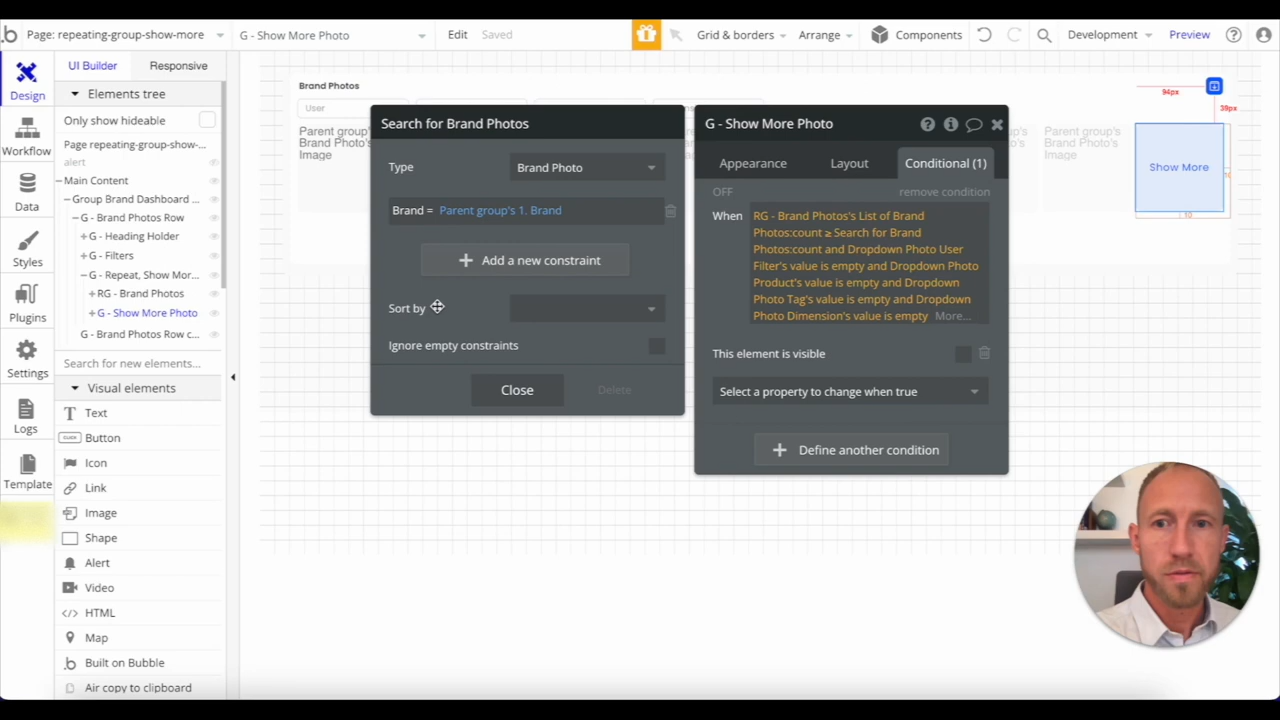 Page: repeating-group-show-more
G - Show More Photo
Edit
Saved
Grid & borders
Arrange
Components
Development
Preview
Design
Workflow
Data
Styles
Plugins
Settings
Logs
Template
UI Builder
Responsive
Elements tree
Only show hideable
Page repeating-group-show-...
alert
Main Content
Group Brand Dashboard ...
G - Brand Photos Row
G - Heading Holder
G - Filters
G - Repeat, Show Mor...
RG - Brand Photos
G - Show More Photo
G - Brand Photos Row c...
Search for new elements...
Visual elements
Text
CLICK
Button
Icon
Link
Image
Shape
Alert
Video
</> HTML
Map
Built on Bubble
Air copy to clipboard
Brand Photos
User
Parent group's
Brand Photo's
Image
Search for Brand Photos
Type
Brand Photo
Brand = Parent group's 1. Brand
Add a new constraint
Sort by
Ignore empty constraints
Close
Delete
G - Show More Photo
Appearance
Layout
Conditional (1)
OFF
remove condition
When
RG - Brand Photos's List of Brand
Photos:count ≥ Search for Brand
Photos:count and Dropdown Photo User
Filter's value is empty and Dropdown Photo
Product's value is empty and Dropdown
Photo Tag's value is empty and Dropdown
Photo Dimension's value is empty More...
This element is visible
Select a property to change when true
Define another condition
Parent group's
Brand Photo's
Image
94px
39px
Show More
10